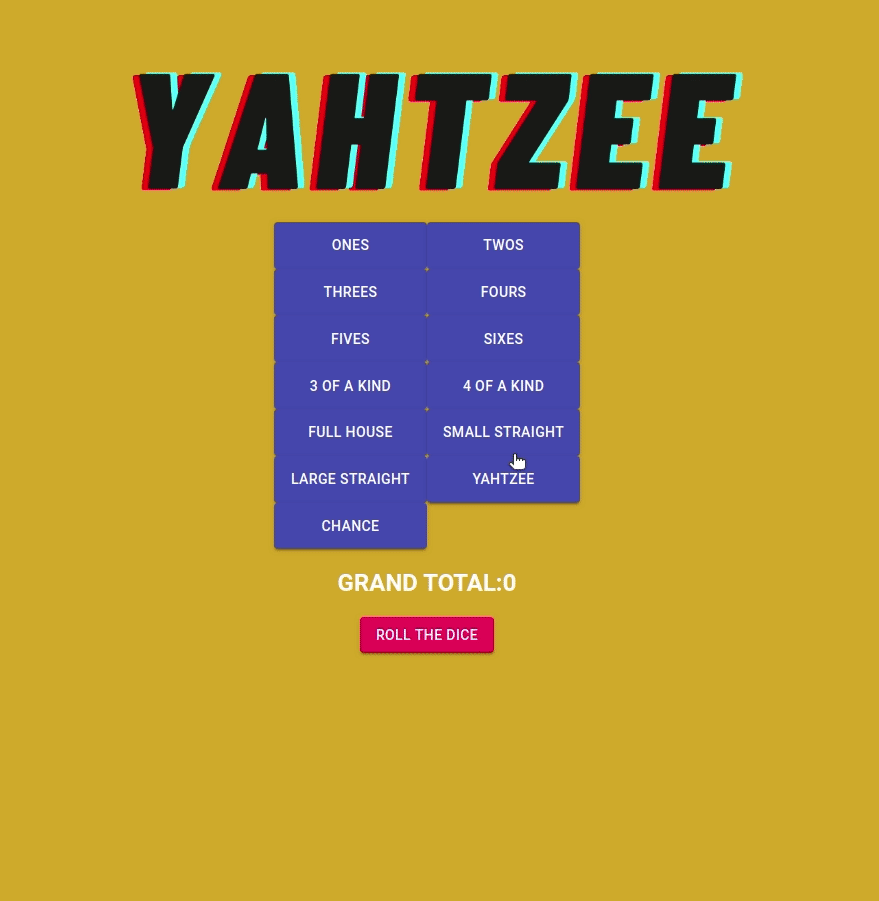 YAHTZEE
ONES TWOS
THREES FOURS
FIVES SIXES
3 OF A KIND 4 OF A KIND
FULL HOUSE SMALL STRAIGHT
LARGE STRAIGHT YAHTZEE
CHANCE
GRAND TOTAL:0
ROLL THE DICE